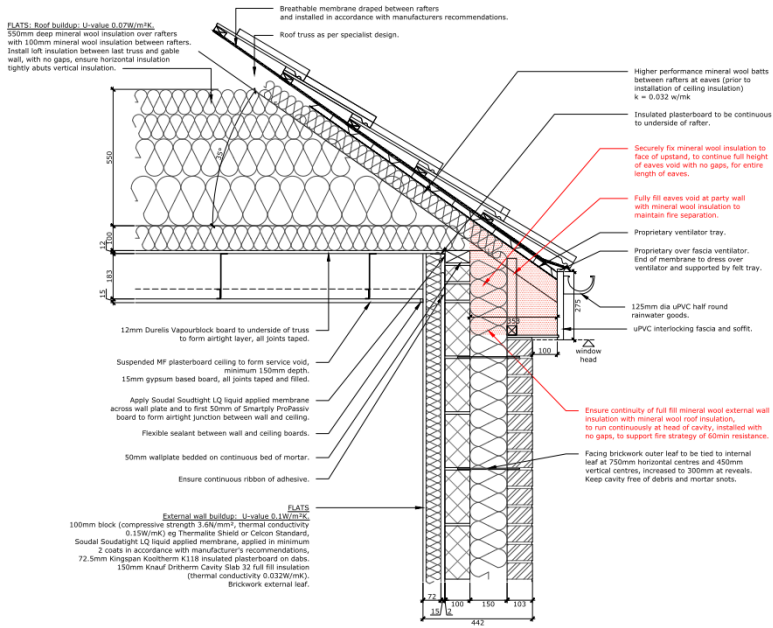 Breathable membrane draped between rafters
and installed in accordance with manufacturers recommendations.
FLATS: Roof buildup: U-value 0.07W/m²K.
550mm deep mineral wool insulation over rafters
with 100mm mineral wool insulation between rafters.
Install loft insulation between last truss and gable
wall, with no gaps, ensure horizontal insulation
tightly abuts vertical insulation.
Roof truss as per specialist design.
Higher performance mineral wool batts
between rafters at eaves (prior to
installation of ceiling insulation)
k = 0.032 w/mk
Insulated plasterboard to be continuous
to underside of rafter.
Securely fix mineral wool insulation to
face of upstand, to continue full height
of eaves void with no gaps, for entire
length of eaves.
Fully fill eaves void at party wall
with mineral wool insulation to
maintain fire separation.
Proprietary ventilator tray.
Proprietary over fascia ventilator.
End of membrane to dress over
ventilator and supported by felt tray.
125mm dia uPVC half round
rainwater goods.
uPVC interlocking fascia and soffit.
550
35°
100
12
183
15
275
100
window
head
12mm Durelis Vapourblock board to underside of truss
to form airtight layer, all joints taped.
Suspended MF plasterboard ceiling to form service void,
minimum 150mm depth.
15mm gypsum based board, all joints taped and filled.
Apply Soudal Soudtight LQ liquid applied membrane
across wall plate and to first 50mm of Smartply ProPassiv
board to form airtight junction between wall and ceiling.
Flexible sealant between wall and ceiling boards.
50mm wallplate bedded on continuous bed of mortar.
Ensure continuous ribbon of adhesive.
Ensure continuity of full fill mineral wool external wall
insulation with mineral wool roof insulation,
to run continuously at head of cavity, installed with
no gaps, to support fire strategy of 60min resistance.
Facing brickwork outer leaf to be tied to internal
leaf at 750mm horizontal centres and 450mm
vertical centres, increased to 300mm at reveals.
Keep cavity free of debris and mortar snots.
FLATS
External wall buildup: U-value 0.1W/m²K.
100mm block (compressive strength 3.6N/mm², thermal conductivity
0.15W/mK) eg Thermalite Shield or Celcon Standard,
Soudal Soudatight LQ liquid applied membrane, applied in minimum
2 coats in accordance with manufacturer's recommendations,
72.5mm Kingspan Kooltherm K118 insulated plasterboard on dabs.
150mm Knauf Dritherm Cavity Slab 32 full fill insulation
(thermal conductivity 0.032W/mK).
Brickwork external leaf.
72
100
150
103
15
2
442